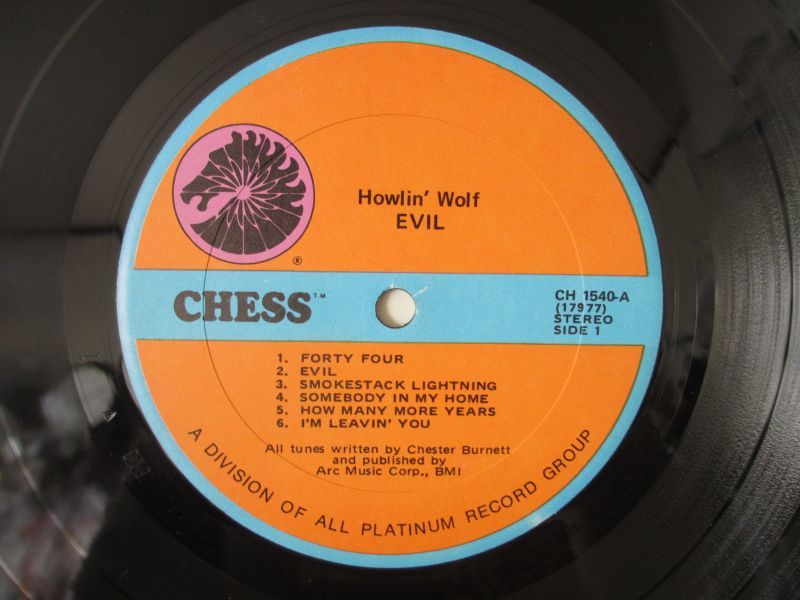 Howlin' Wolf
EVIL
®
CHESS™
CH 1540-A
(17977)
STEREO
SIDE 1
1. FORTY FOUR
2. EVIL
3. SMOKESTACK LIGHTNING
4. SOMEBODY IN MY HOME
5. HOW MANY MORE YEARS
6. I'M LEAVIN' YOU
All tunes written by Chester Burnett
and published by
Arc Music Corp., BMI
A DIVISION OF ALL PLATINUM RECORD GROUP